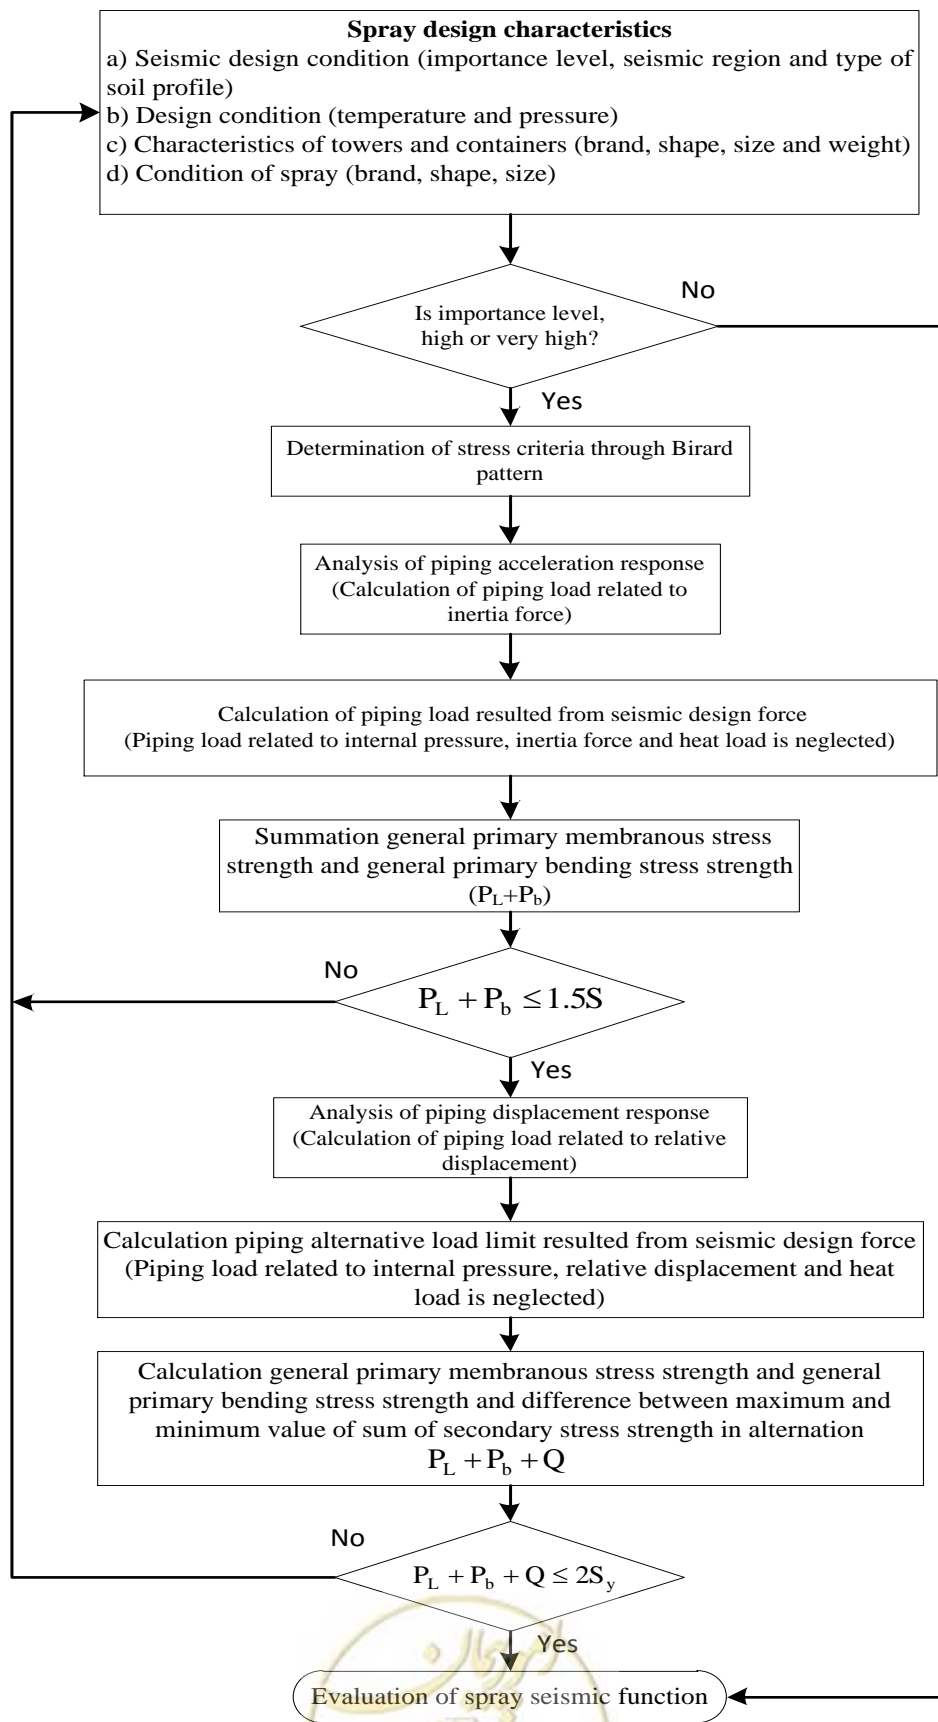 Spray design characteristics
a) Seismic design condition (importance level, seismic region and type of
soil profile)
b) Design condition (temperature and pressure)
c) Characteristics of towers and containers (brand, shape, size and weight)
d) Condition of spray (brand, shape, size)
No
Is importance level,
high or very high?
Yes
Determination of stress criteria through Birard
pattern
Analysis of piping acceleration response
(Calculation of piping load related to
inertia force)
Calculation of piping load resulted from seismic design force
(Piping load related to internal pressure, inertia force and heat load is neglected)
Summation general primary membranous stress
strength and general primary bending stress strength
(P_L+P_b)
No
P_L + P_b ≤ 1.5S
Yes
Analysis of piping displacement response
(Calculation of piping load related to relative
displacement)
Calculation piping alternative load limit resulted from seismic design force
(Piping load related to internal pressure, relative displacement and heat
load is neglected)
Calculation general primary membranous stress strength and general
primary bending stress strength and difference between maximum and
minimum value of sum of secondary stress strength in alternation
P_L + P_b + Q
No
P_L + P_b + Q ≤ 2S_y
Yes
Evaluation of spray seismic function